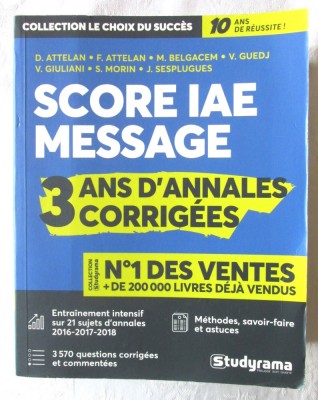 COLLECTION LE CHOIX DU SUCCÈS
10 ANS DE RÉUSSITE !
D. ATTELAN • F. ATTELAN • M. BELGACEM • V. GUEDJ
V. GIULIANI • S. MORIN • J. SESPLUGUES
SCORE IAE
MESSAGE
3 ANS D'ANNALES
CORRIGÉES
COLLECTION Studyrama
N°1 DES VENTES
+ DE 200 000 LIVRES DÉJÀ VENDUS
Entraînement intensif
sur 21 sujets d'annales
2016-2017-2018
Méthodes, savoir-faire
et astuces
3 570 questions corrigées
et commentées
Studyrama